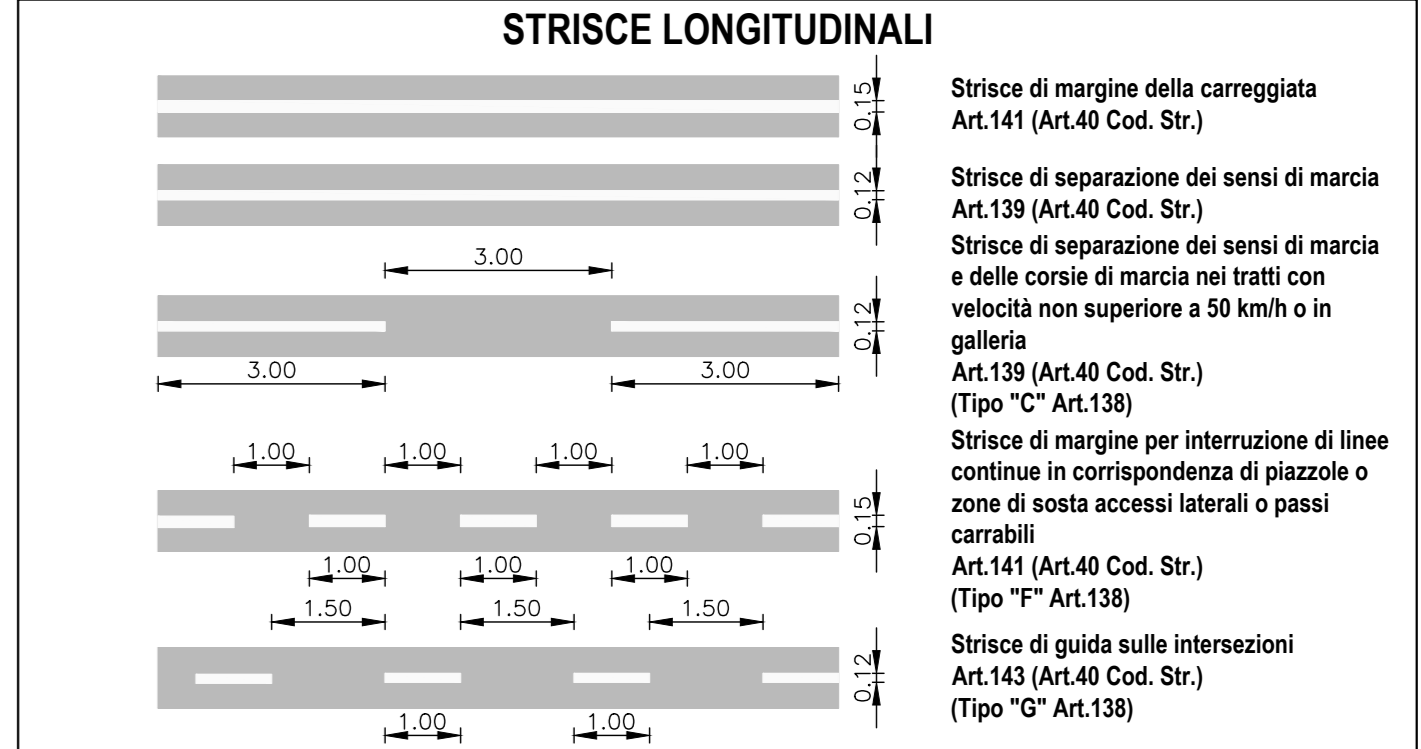 STRISCE LONGITUDINALI
0.15
Strisce di margine della carreggiata
Art.141 (Art.40 Cod. Str.)
0.12
Strisce di separazione dei sensi di marcia
Art.139 (Art.40 Cod. Str.)
3.00
0.12
3.00 3.00
Strisce di separazione dei sensi di marcia
e delle corsie di marcia nei tratti con
velocità non superiore a 50 km/h o in
galleria
Art.139 (Art.40 Cod. Str.)
(Tipo "C" Art.138)
1.00 1.00 1.00 1.00
0.15
1.00 1.00 1.00
Strisce di margine per interruzione di linee
continue in corrispondenza di piazzole o
zone di sosta accessi laterali o passi
carrabili
Art.141 (Art.40 Cod. Str.)
(Tipo "F" Art.138)
1.50 1.50 1.50
0.12
1.00 1.00
Strisce di guida sulle intersezioni
Art.143 (Art.40 Cod. Str.)
(Tipo "G" Art.138)